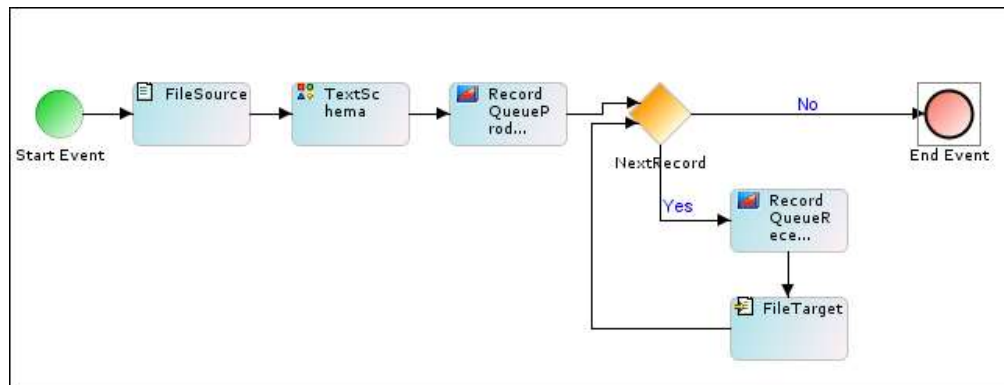 FileSource
TextSc
hema
Record
QueueP
rod...
No
Start Event
NextRecord
End Event
Yes
Record
QueueR
ece...
FileTarget